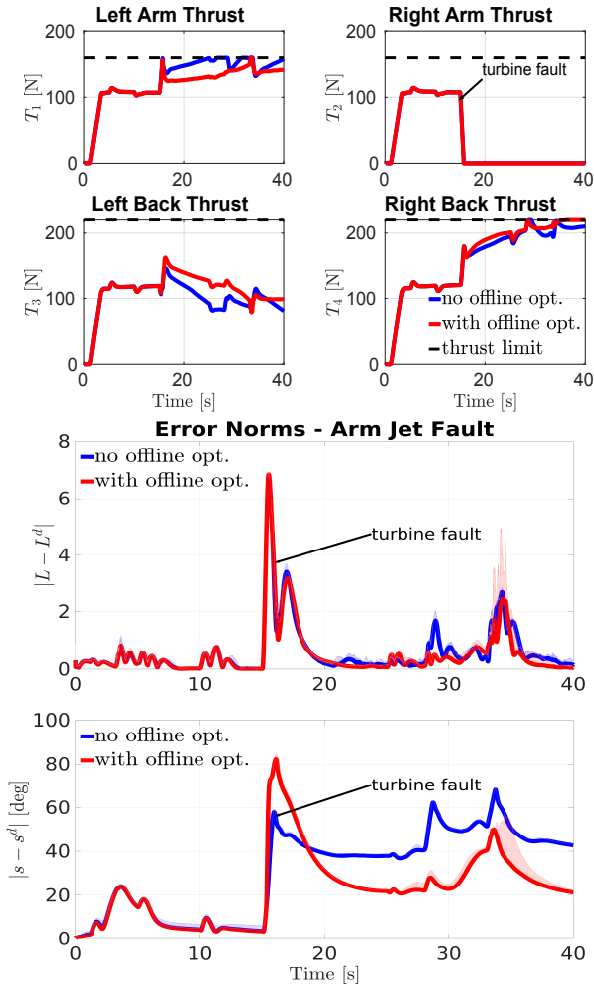 Left Arm Thrust
Right Arm Thrust
200
100
0
0
20
40
T1 [N]
200
100
0
0
20
40
T2 [N]
turbine fault
Left Back Thrust
Right Back Thrust
200
100
0
0
20
40
T3 [N]
Time [s]
200
100
0
0
20
40
T4 [N]
no offline opt.
with offline opt.
thrust limit
Time [s]
Error Norms - Arm Jet Fault
8
6
4
2
0
0
10
20
30
40
|L − L^d|
no offline opt.
with offline opt.
turbine fault
100
80
60
40
20
0
0
10
20
30
40
|s − s^d| [deg]
no offline opt.
with offline opt.
turbine fault
Time [s]